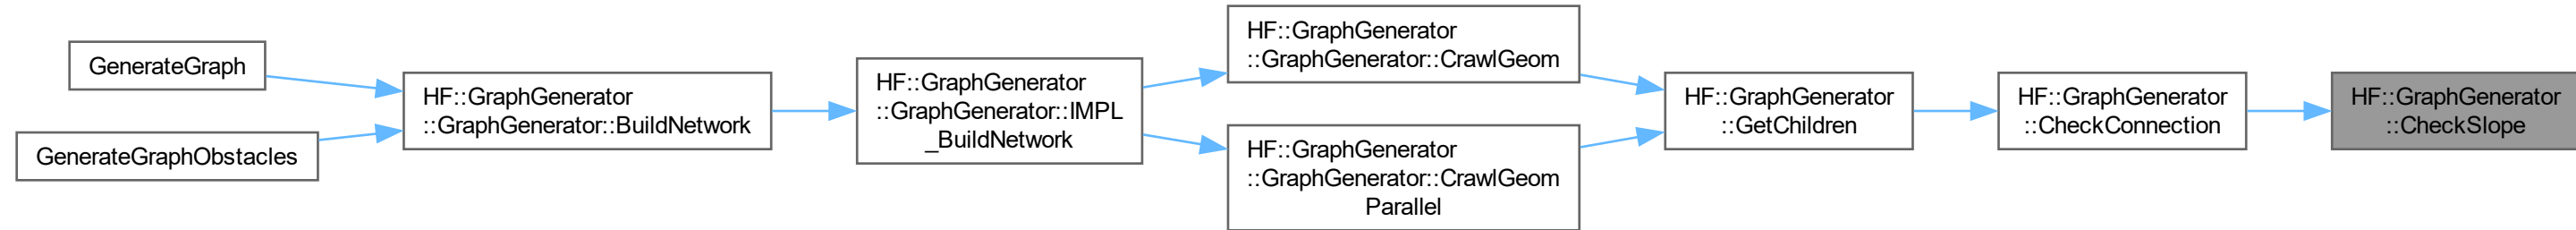 GenerateGraph
GenerateGraphObstacles
HF::GraphGenerator
::GraphGenerator::BuildNetwork
HF::GraphGenerator
::GraphGenerator::IMPL
_BuildNetwork
HF::GraphGenerator
::GraphGenerator::CrawlGeom
HF::GraphGenerator
::GraphGenerator::CrawlGeom
Parallel
HF::GraphGenerator
::GetChildren
HF::GraphGenerator
::CheckConnection
HF::GraphGenerator
::CheckSlope